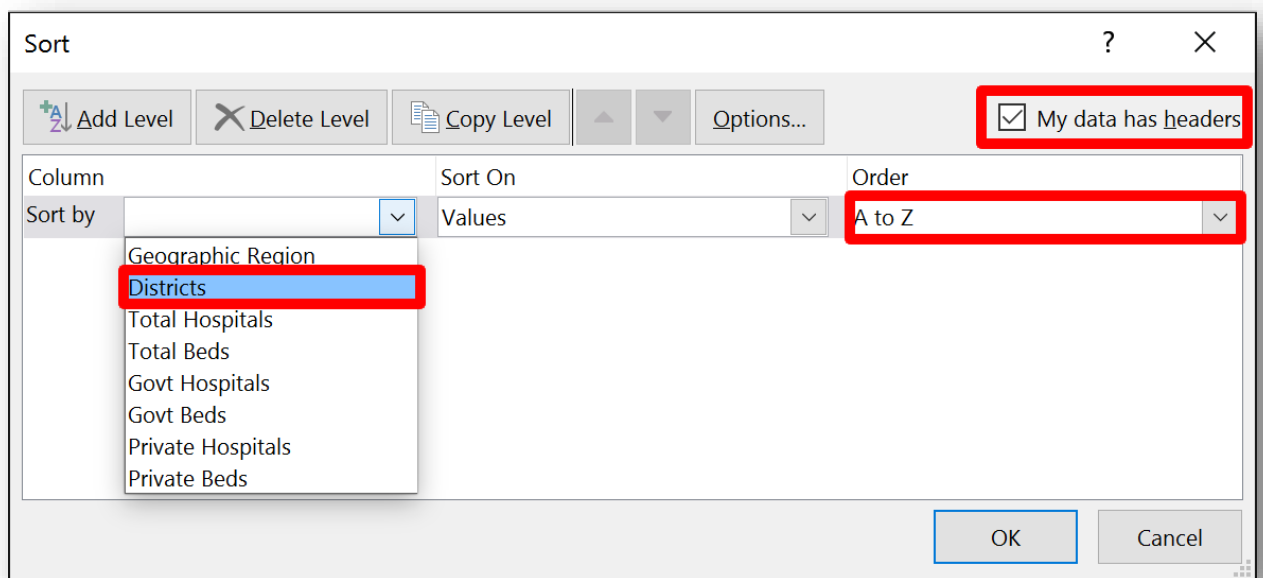 Sort ?
Add Level Delete Level Copy Level Options... My data has headers
Column Sort On Order
Sort by Values A to Z
Geographic Region
Districts
Total Hospitals
Total Beds
Govt Hospitals
Govt Beds
Private Hospitals
Private Beds
OK Cancel